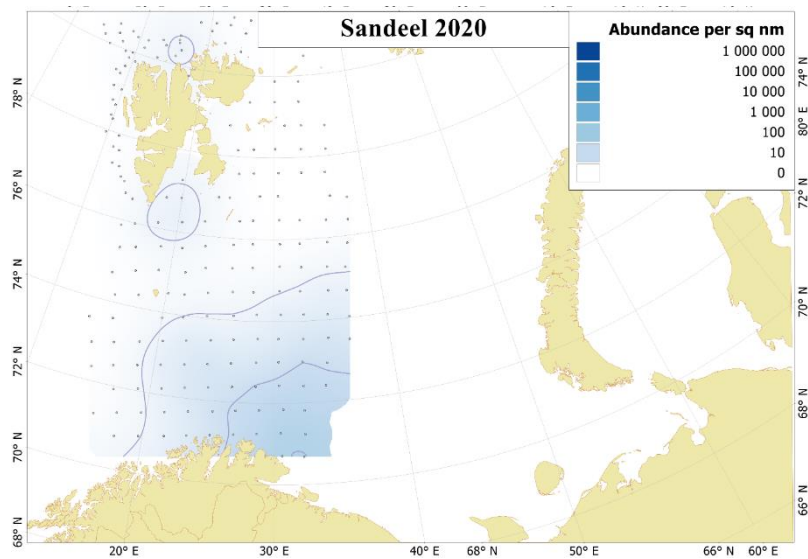 Sandeel 2020
Abundance per sq nm
1 000 000
100 000
10 000
1 000
100
10
0
78° N
76° N
74° N
72° N
70° N
68° N
74° N
80° E
72° N
70° N
68° N
66° N
20° E
30° E
40° E
68° N
50° E
66° N
60° E